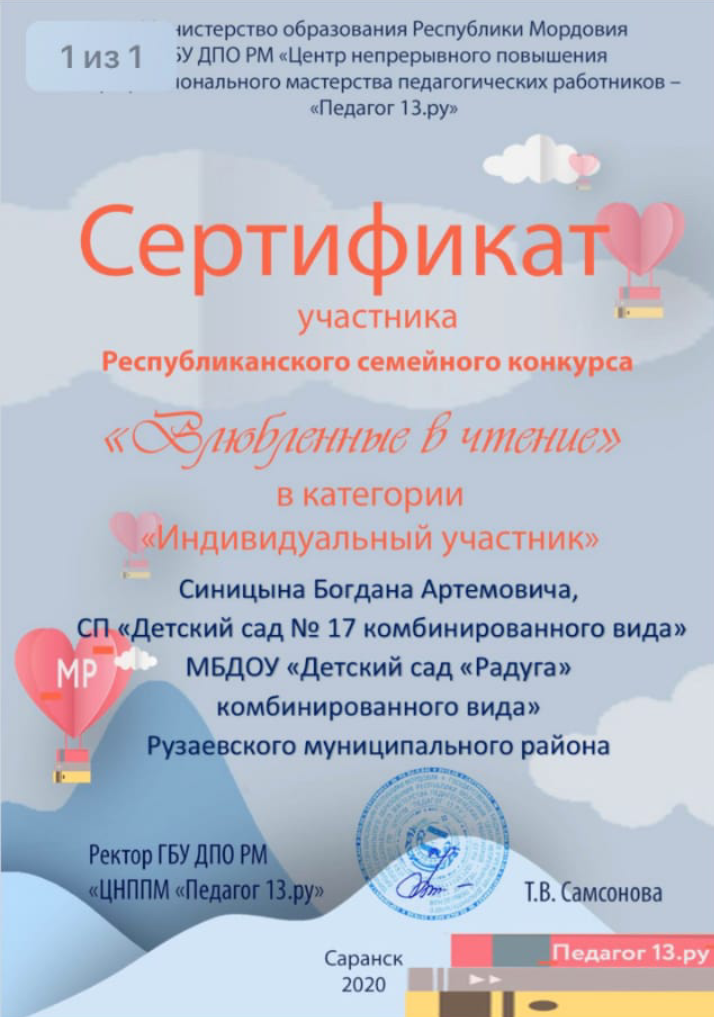 1 из 1
Министерство образования Республики Мордовия
ГБУ ДПО РМ «Центр непрерывного повышения
профессионального мастерства педагогических работников –
«Педагог 13.ру»
Сертификат
участника
Республиканского семейного конкурса
«Влюбленные в чтение»
в категории
«Индивидуальный участник»
Синицына Богдана Артемовича,
СП «Детский сад № 17 комбинированного вида»
МБДОУ «Детский сад «Радуга»
комбинированного вида»
Рузаевского муниципального района
МР
Ректор ГБУ ДПО РМ
«ЦНППМ «Педагог 13.ру»
Т.В. Самсонова
Саранск
2020
Педагог 13.ру